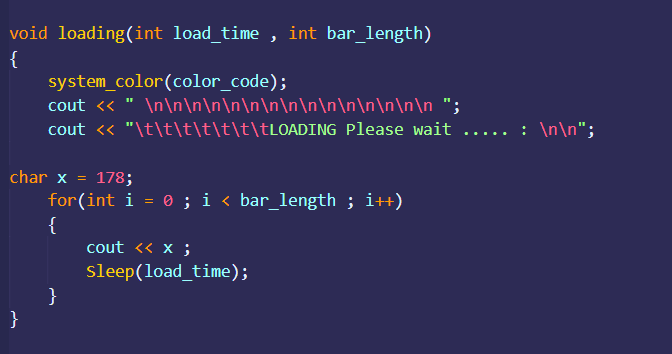 void loading(int load_time , int bar_length)
{
    system_color(color_code);
    cout << " \n\n\n\n\n\n\n\n\n\n\n\n\n\n\n ";
    cout << "\t\t\t\t\t\t\tLOADING Please wait ..... : \n\n";

char x = 178;
    for(int i = 0 ; i < bar_length ; i++)
    {
        cout << x ;
        Sleep(load_time);
    }
}